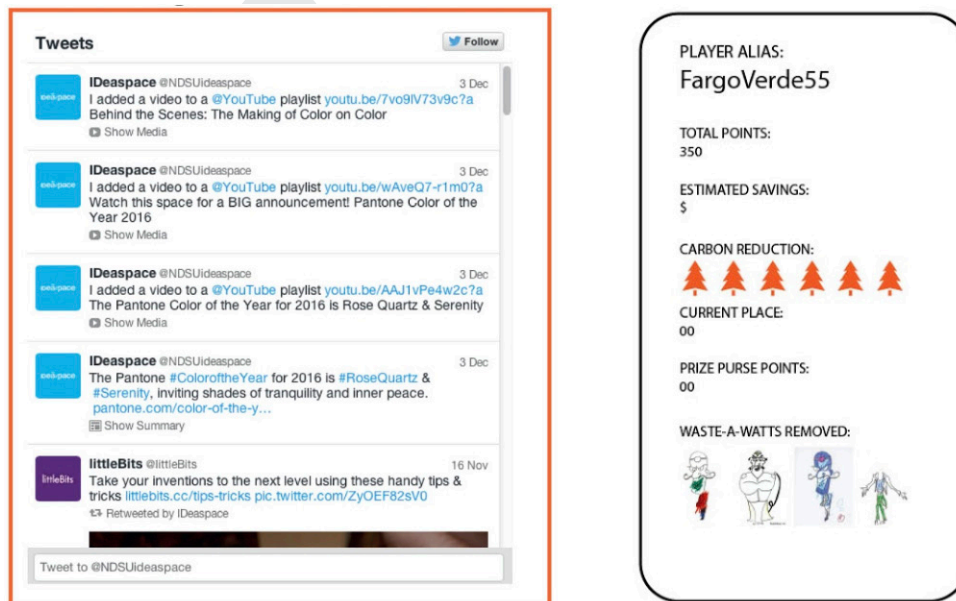 Tweets
Follow
IDeaspace @NDSUideaspace 3 Dec
I added a video to a @YouTube playlist youtu.be/7vo9lV73v9c?a
Behind the Scenes: The Making of Color on Color
Show Media
IDeaspace @NDSUideaspace 3 Dec
I added a video to a @YouTube playlist youtu.be/wAveQ7-r1m0?a
Watch this space for a BIG announcement! Pantone Color of the
Year 2016
Show Media
IDeaspace @NDSUideaspace 3 Dec
I added a video to a @YouTube playlist youtu.be/AAJ1vPe4w2c?a
The Pantone Color of the Year for 2016 is Rose Quartz & Serenity
Show Media
IDeaspace @NDSUideaspace 3 Dec
The Pantone #ColoroftheYear for 2016 is #RoseQuartz &
#Serenity, inviting shades of tranquility and inner peace.
pantone.com/color-of-the-y…
Show Summary
littleBits
littleBits @littleBits 16 Nov
Take your inventions to the next level using these handy tips &
tricks littlebits.cc/tips-tricks pic.twitter.com/ZyOEF82sV0
Retweeted by IDeaspace
Tweet to @NDSUideaspace
PLAYER ALIAS:
FargoVerde55
TOTAL POINTS:
350
ESTIMATED SAVINGS:
$
CARBON REDUCTION:
CURRENT PLACE:
00
PRIZE PURSE POINTS:
00
WASTE-A-WATTS REMOVED: